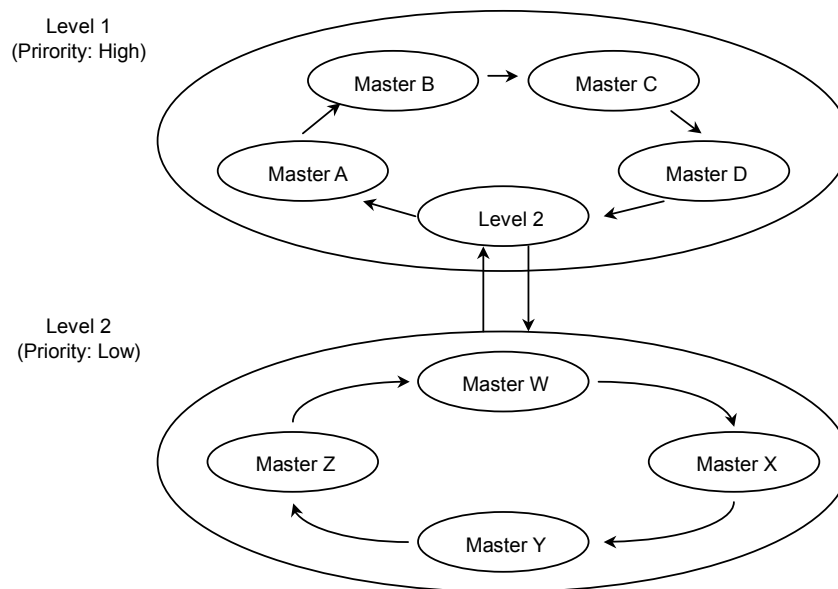 Level 1
(Prirority: High)
Master B
Master C
Master A
Master D
Level 2
Level 2
(Priority: Low)
Master W
Master Z
Master X
Master Y